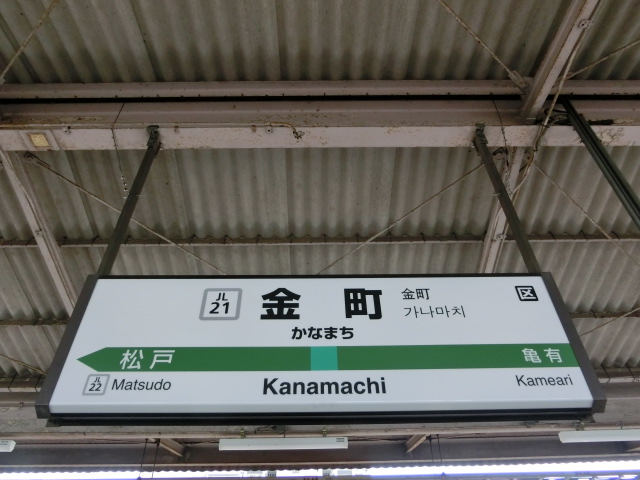 JL
21
金町
金町
가나마치
区
かなまち
松戸
亀有
JL
22
Matsudo
Kanamachi
Kameari